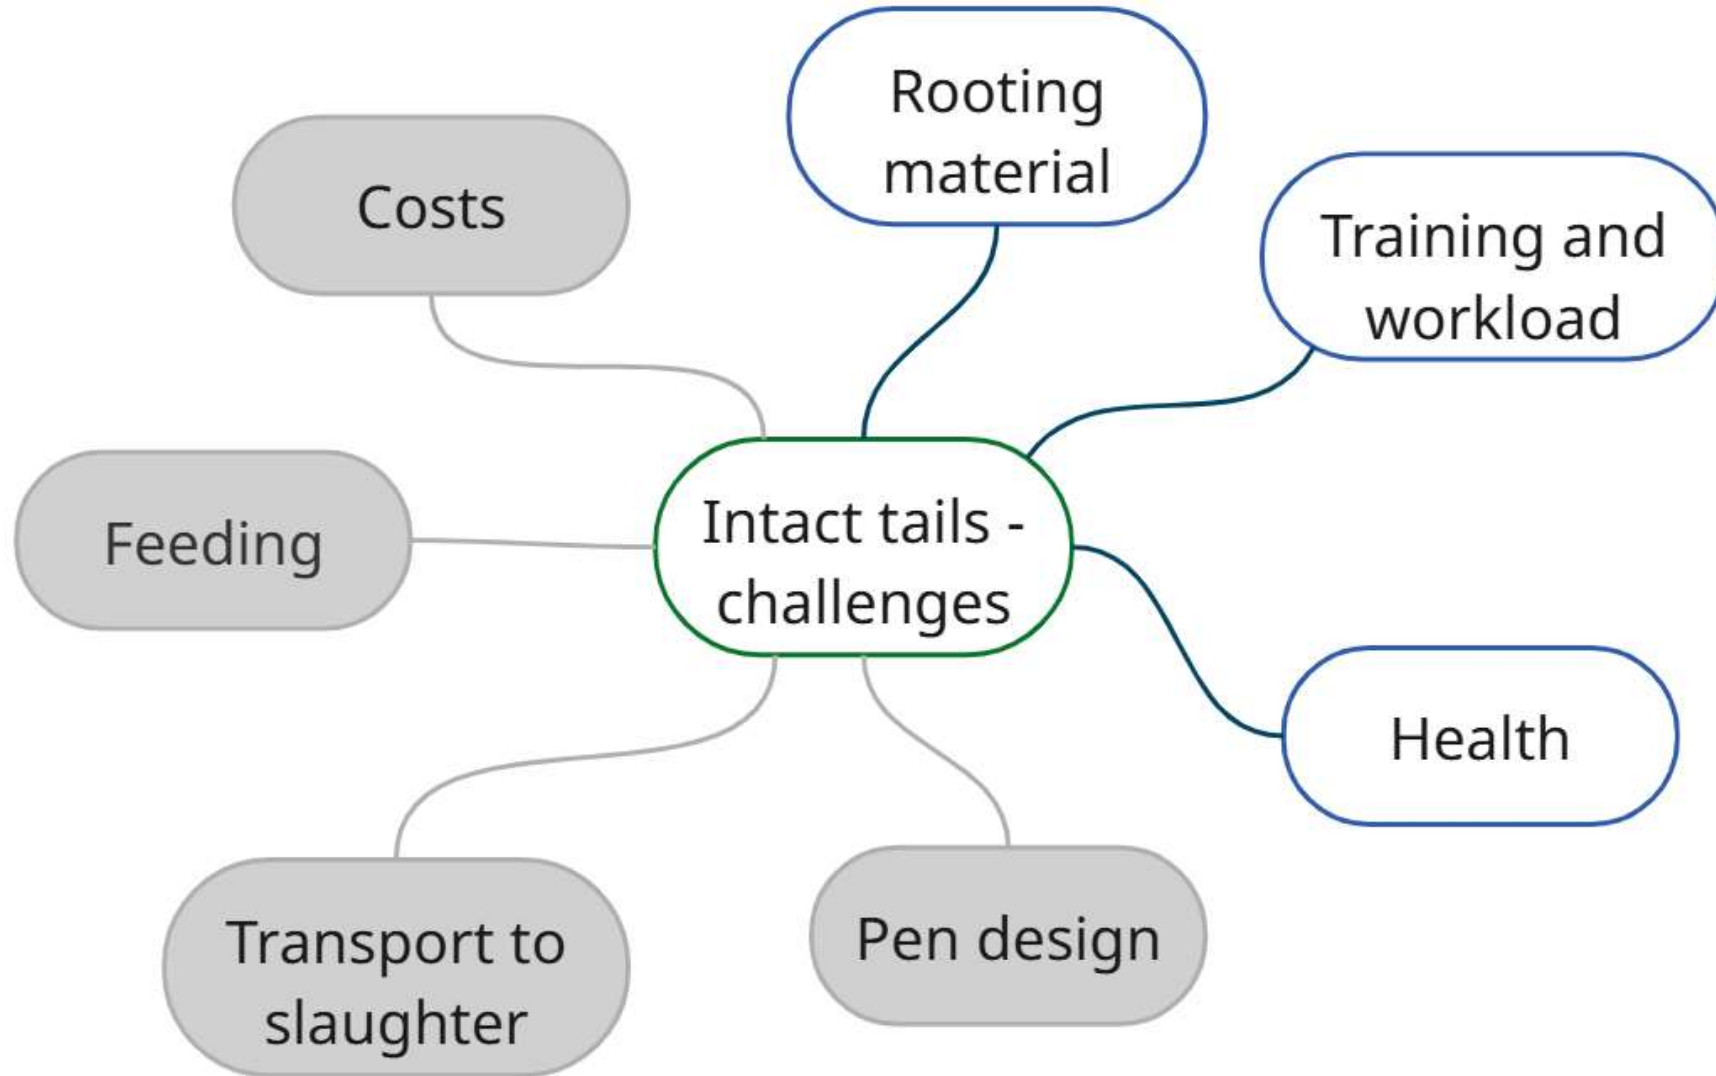 Rooting
material
Costs
Training and
workload
Feeding
Intact tails -
challenges
Health
Transport to
slaughter
Pen design